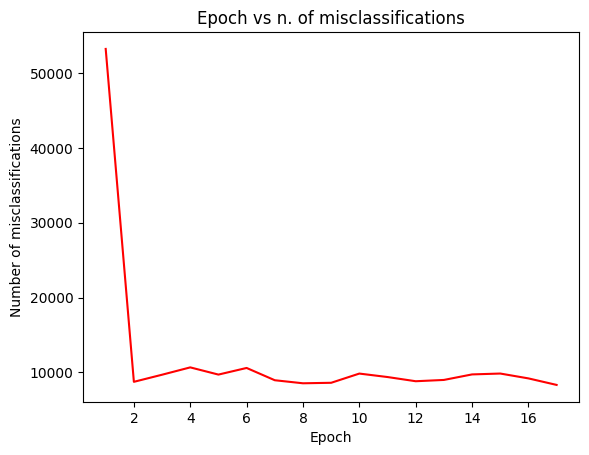 Epoch vs n. of misclassifications
Number of misclassifications
50000
40000
30000
20000
10000
2 4 6 8 10 12 14 16
Epoch